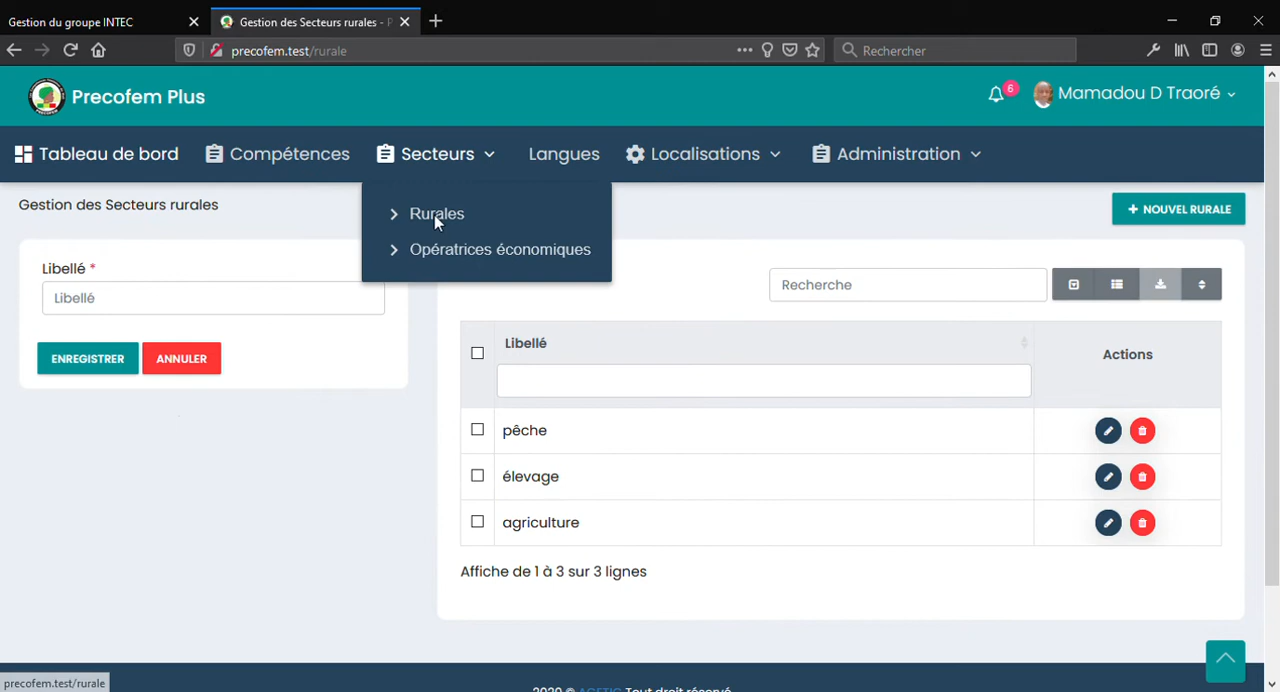 Gestion du groupe INTEC
Gestion des Secteurs rurales - P
precofem.test/rurale
Rechercher
Precofem Plus
6
Mamadou D Traoré
Tableau de bord
Compétences
Secteurs
Langues
Localisations
Administration
Gestion des Secteurs rurales
Rurales
Opératrices économiques
+ NOUVEL RURALE
Libellé *
Libellé
ENREGISTRER
ANNULER
Recherche
Libellé
Actions
pêche
élevage
agriculture
Affiche de 1 à 3 sur 3 lignes
precofem.test/rurale
2020 © AGETIC Tout droit réservé